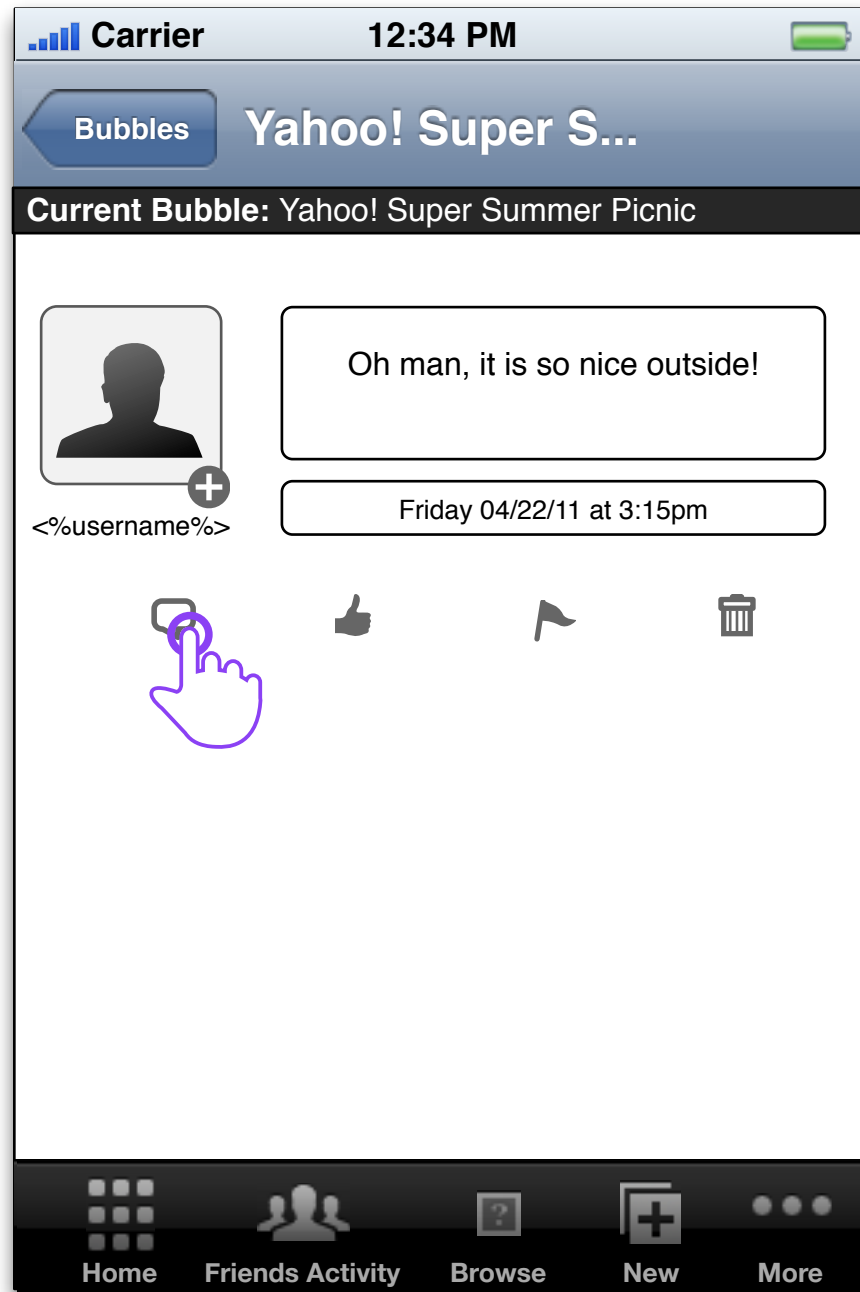 Carrier 12:34 PM
Bubbles Yahoo! Super S...
Current Bubble: Yahoo! Super Summer Picnic
Oh man, it is so nice outside!
Friday 04/22/11 at 3:15pm
<%username%>
?
Home Friends Activity Browse New More